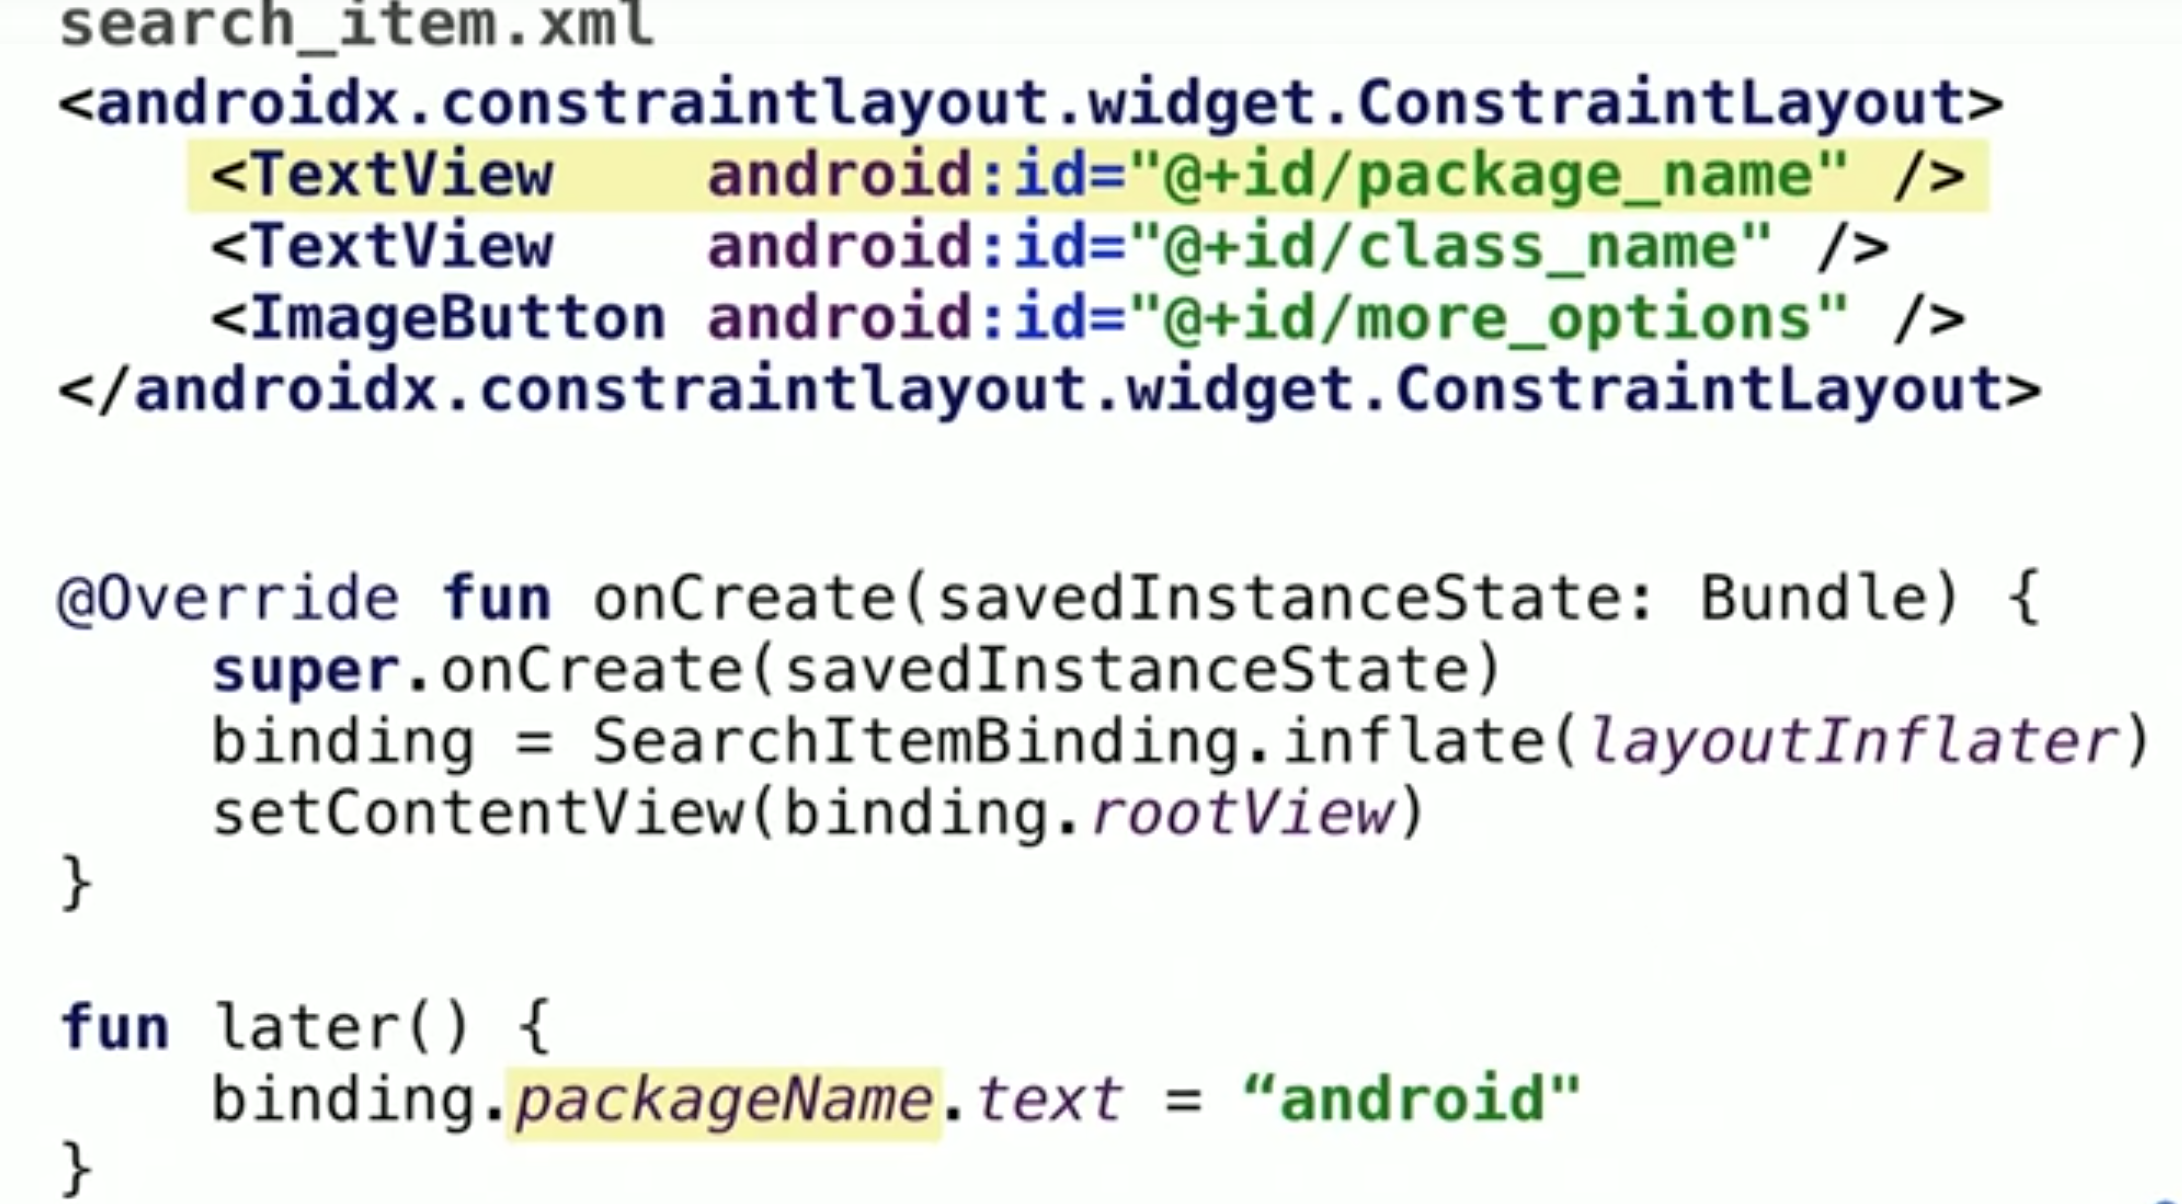 search_item.xml
<androidx.constraintlayout.widget.ConstraintLayout>
    <TextView    android:id="@+id/package_name" />
    <TextView    android:id="@+id/class_name" />
    <ImageButton android:id="@+id/more_options" />
</androidx.constraintlayout.widget.ConstraintLayout>
@Override fun onCreate(savedInstanceState: Bundle) {
    super.onCreate(savedInstanceState)
    binding = SearchItemBinding.inflate(layoutInflater)
    setContentView(binding.rootView)
}
fun later() {
    binding.packageName.text = “android"
}